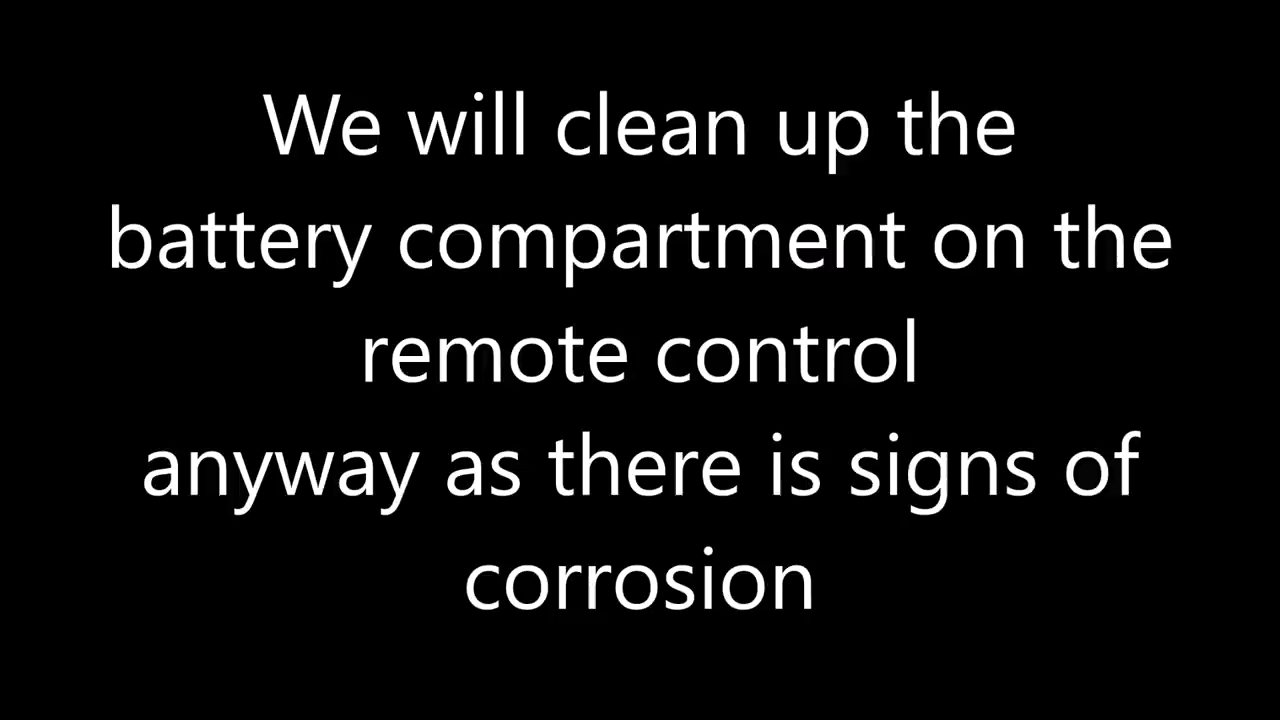 We will clean up the
battery compartment on the
remote control
anyway as there is signs of
corrosion